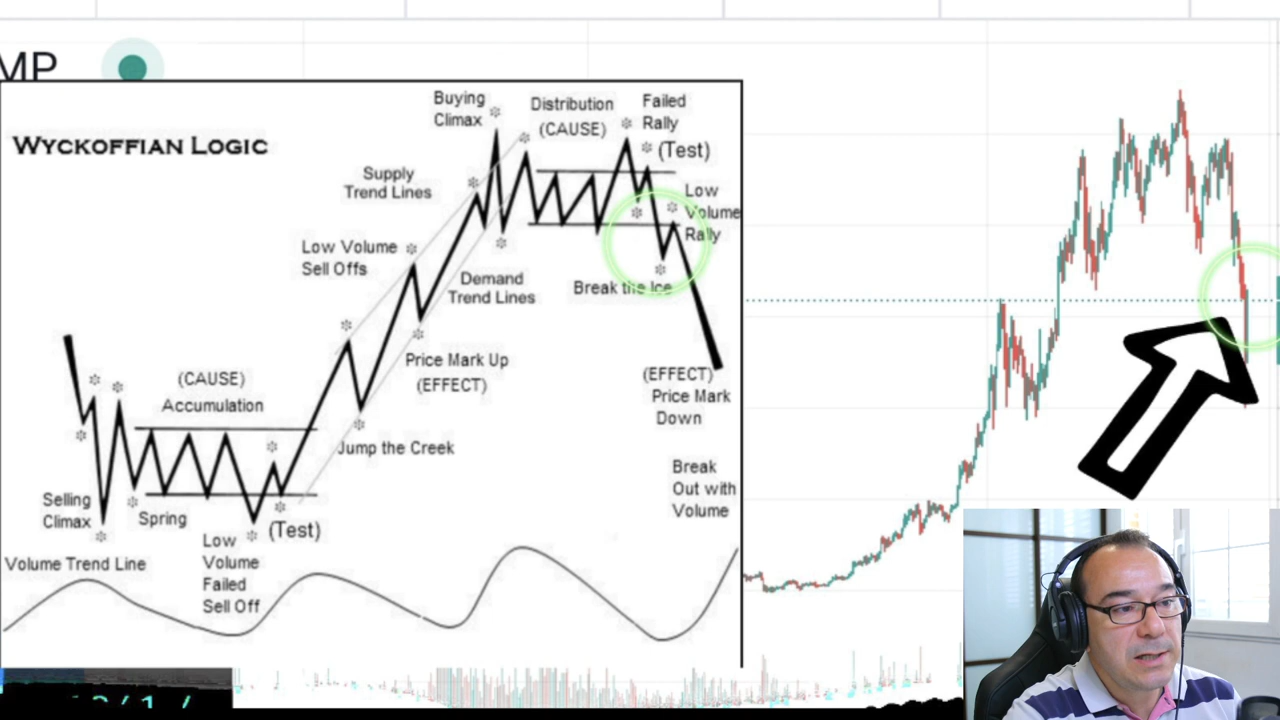 MP
WYCKOFFIAN LOGIC
Buying
Climax
Distribution
(CAUSE)
Failed
Rally
(Test)
Supply
Trend Lines
Low
Volume
Rally
Low Volume
Sell Offs
Demand
Trend Lines
Break the Ice
Price Mark Up
(EFFECT)
(EFFECT)
Price Mark
Down
(CAUSE)
Accumulation
Jump the Creek
Break
Out with
Volume
Selling
Climax
Spring
(Test)
Low
Volume
Failed
Sell Off
Volume Trend Line